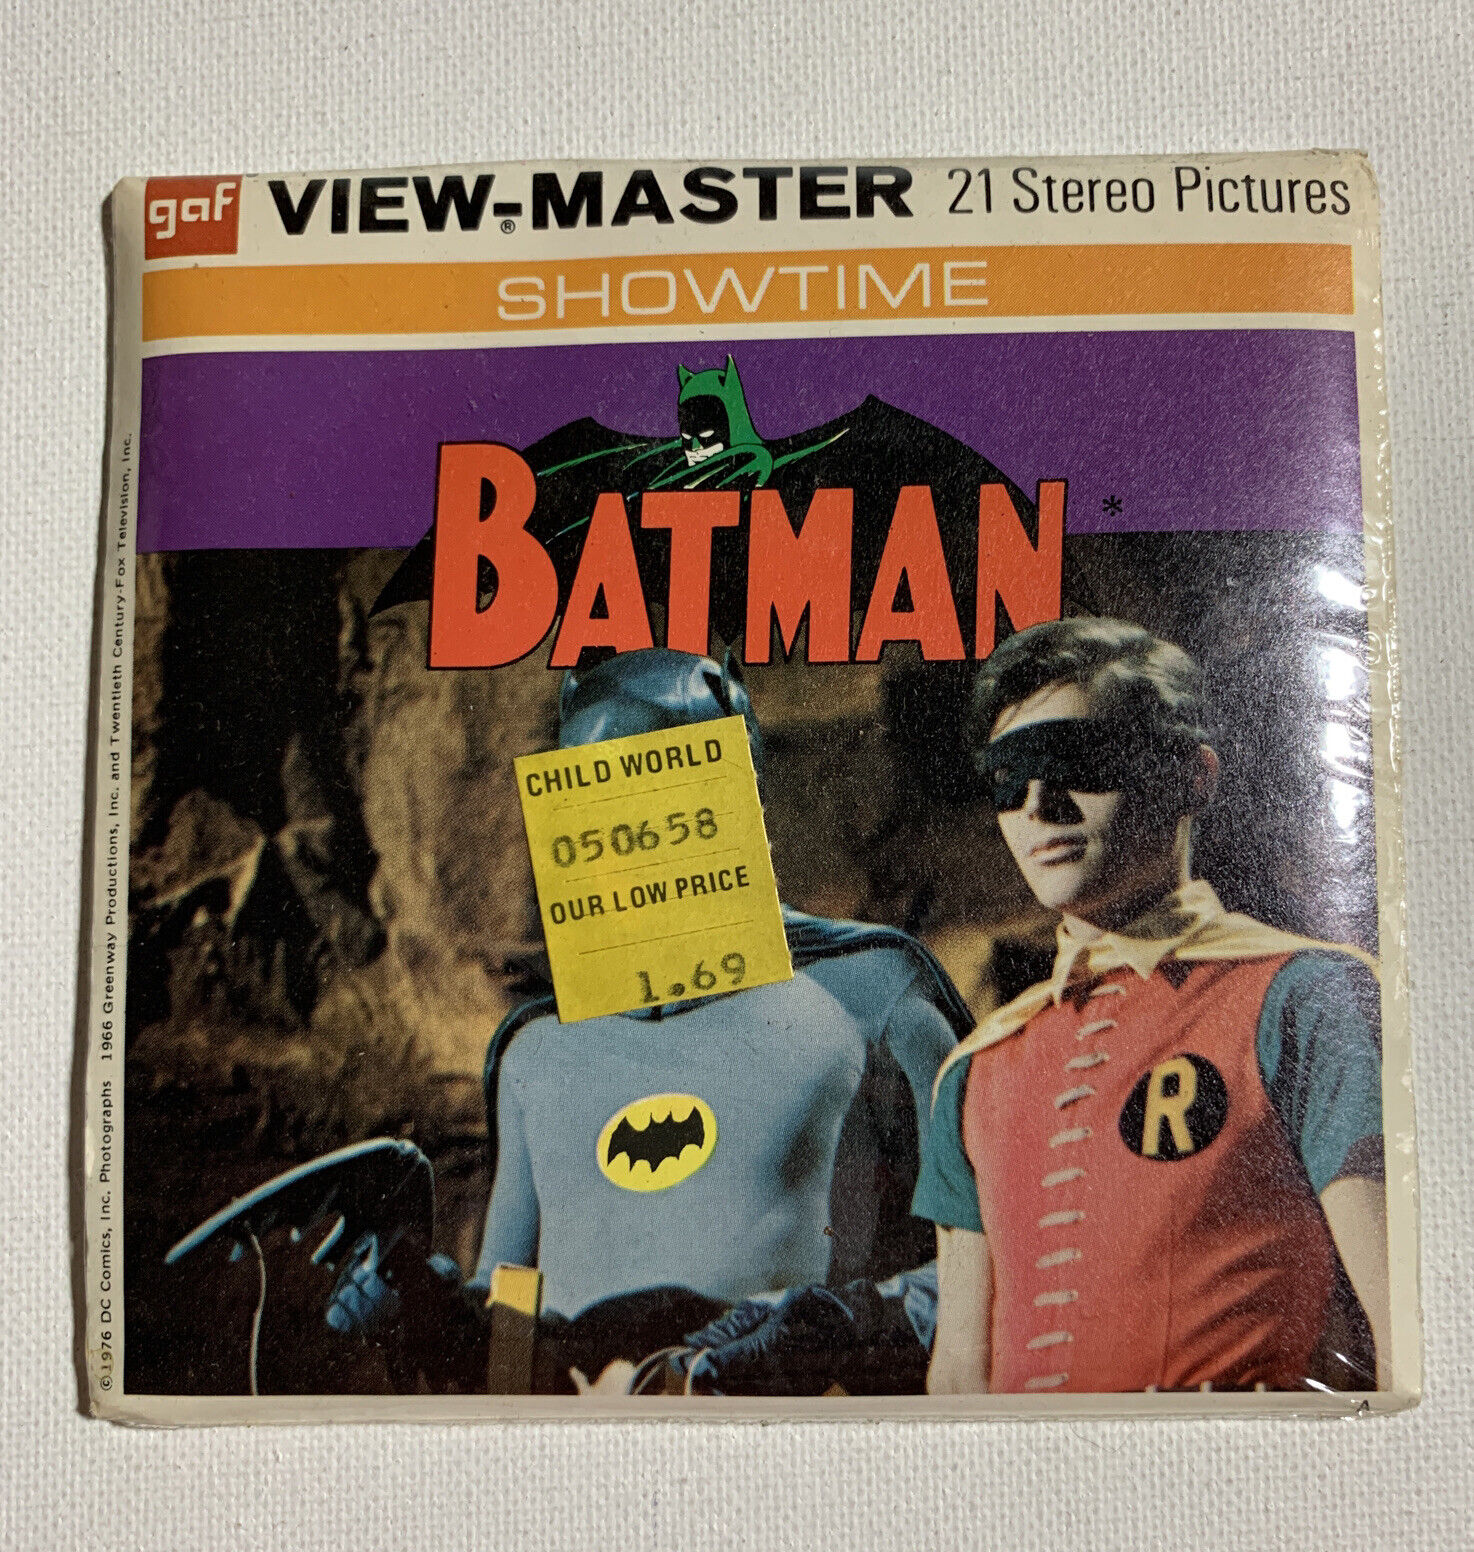 gaf VIEW-MASTER® 21 Stereo Pictures
SHOWTIME
BATMAN*
CHILD WORLD
050658
OUR LOW PRICE
1.69
R
©1976 DC Comics, Inc. Photographs 1966 Greenway Productions, Inc. and Twentieth Century-Fox Television, Inc.
A